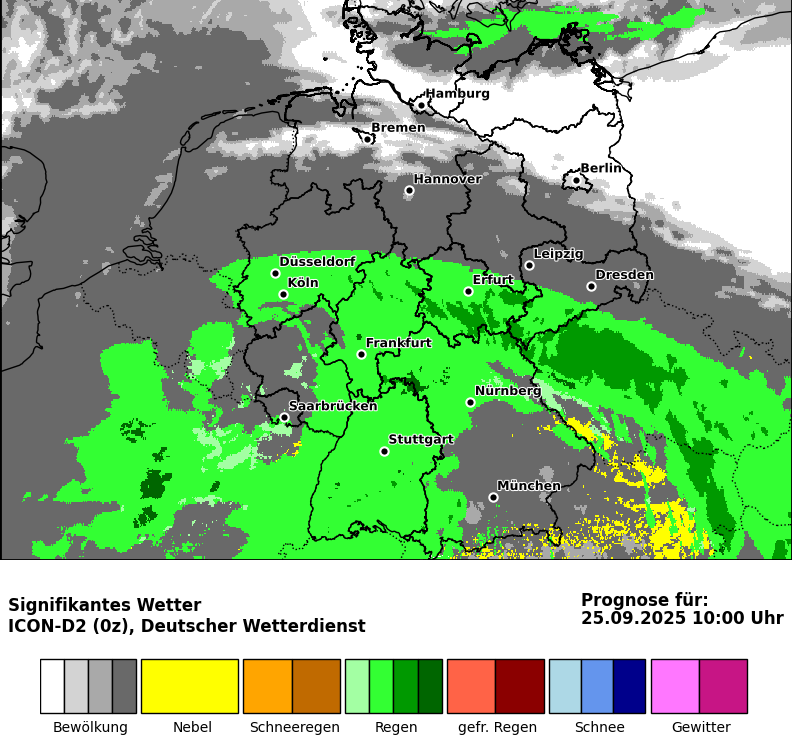 Hamburg
Bremen
Berlin
Hannover
Leipzig
Düsseldorf
Dresden
Köln
Erfurt
Frankfurt
Nürnberg
Saarbrücken
Stuttgart
München
Signifikantes Wetter
ICON-D2 (0z), Deutscher Wetterdienst
Prognose für:
25.09.2025 10:00 Uhr
Bewölkung Nebel Schneeregen Regen gefr. Regen Schnee Gewitter